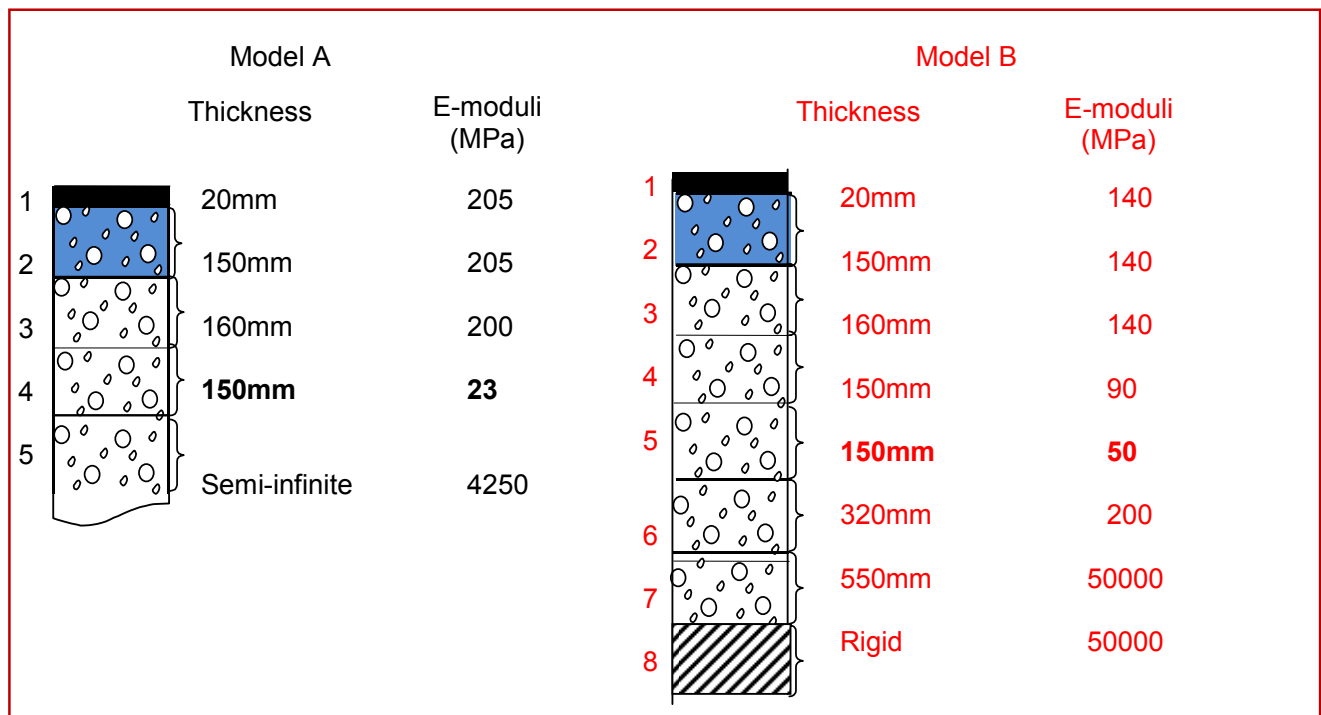 Model A
Thickness E-moduli
(MPa)
1 20mm 205
2 150mm 205
3 160mm 200
4 150mm 23
5 Semi-infinite 4250
Model B
Thickness E-moduli
(MPa)
1 20mm 140
2 150mm 140
3 160mm 140
4 150mm 90
5 150mm 50
6 320mm 200
7 550mm 50000
8 Rigid 50000